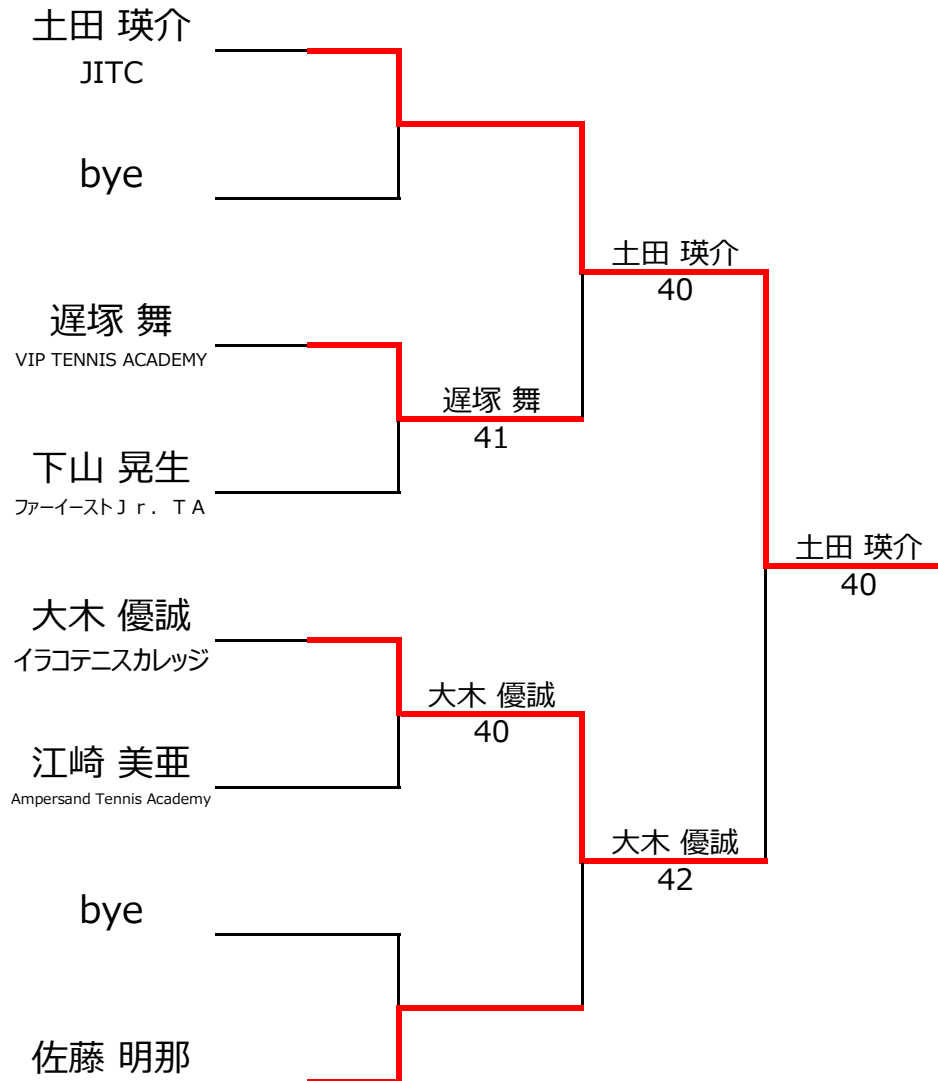 土田 瑛介
JITC
bye
土田 瑛介
40
遅塚 舞
VIP TENNIS ACADEMY
遅塚 舞
41
下山 晃生
ファーイーストＪｒ．ＴＡ
土田 瑛介
40
大木 優誠
イラコテニスカレッジ
大木 優誠
40
江崎 美亜
Ampersand Tennis Academy
大木 優誠
42
bye
佐藤 明那